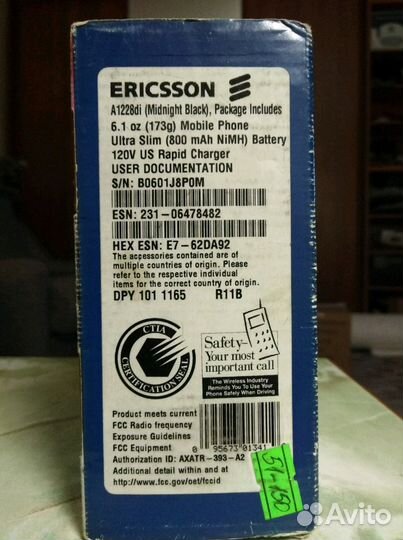 ERICSSON
A1228di (Midnight Black), Package Includes
6.1 oz (173g) Mobile Phone
Ultra Slim (800 mAh NiMH) Battery
120V US Rapid Charger
USER DOCUMENTATION
S/N: B0601J8P0M
ESN: 231-06478482
HEX ESN: E7-62DA92
The accessories contained are of
multiple countries of origin. Please
refer to the respective individual
items for the correct country of origin.
DPY 101 1165 R11B
CTIA
CERTIFICATION SEAL
Safety-
Your most
important call
The Wireless Industry
Reminds You to Use Your
Phone Safely When Driving
Product meets current
FCC Radio frequency
Exposure Guidelines
FCC Equipment
0 95673 01341
Authorization ID: AXATR-393-A2
Additional detail within and at
http://www.fcc.gov/oet/fccid
Avito